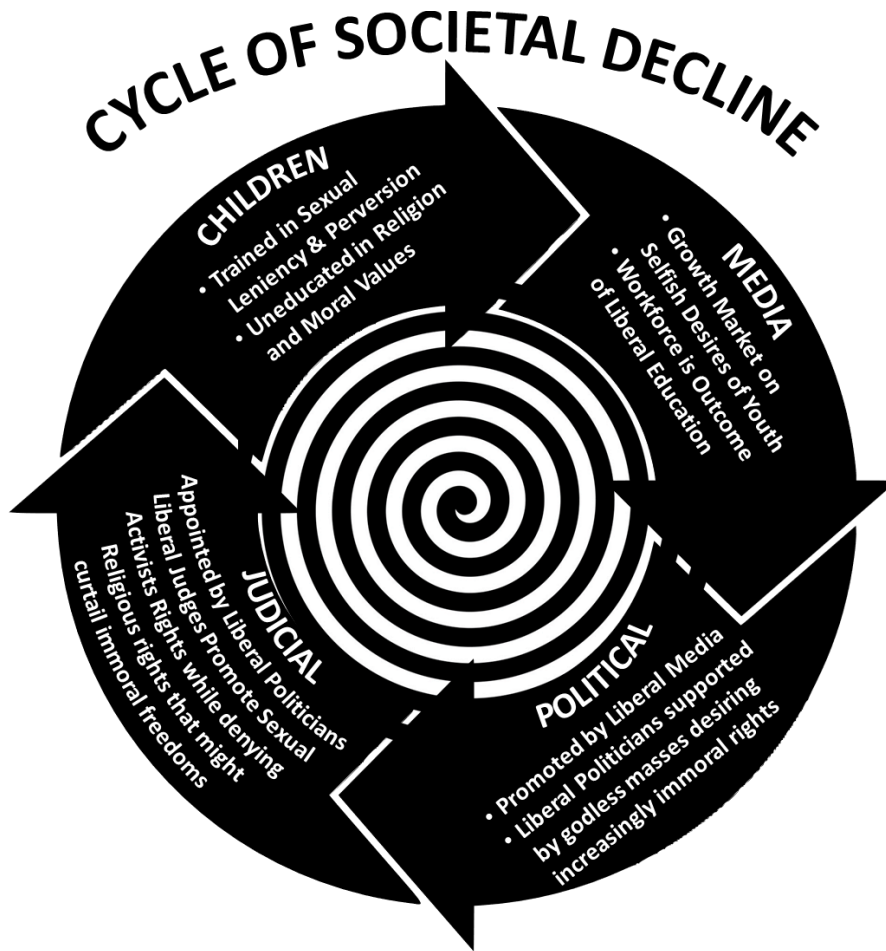 CYCLE OF SOCIETAL DECLINE
CHILDREN
• Trained in Sexual
Leniency & Perversion
• Uneducated in Religion
and Moral Values
MEDIA
• Growth Market on
Selfish Desires of Youth
• Workforce is Outcome
of Liberal Education
POLITICAL
• Promoted by Liberal Media
• Liberal Politicians supported
by godless masses desiring
increasingly immoral rights
JUDICIAL
Appointed by Liberal Politicians
Liberal Judges Promote Sexual
Activists Rights while denying
Religious rights that might
curtail immoral freedoms